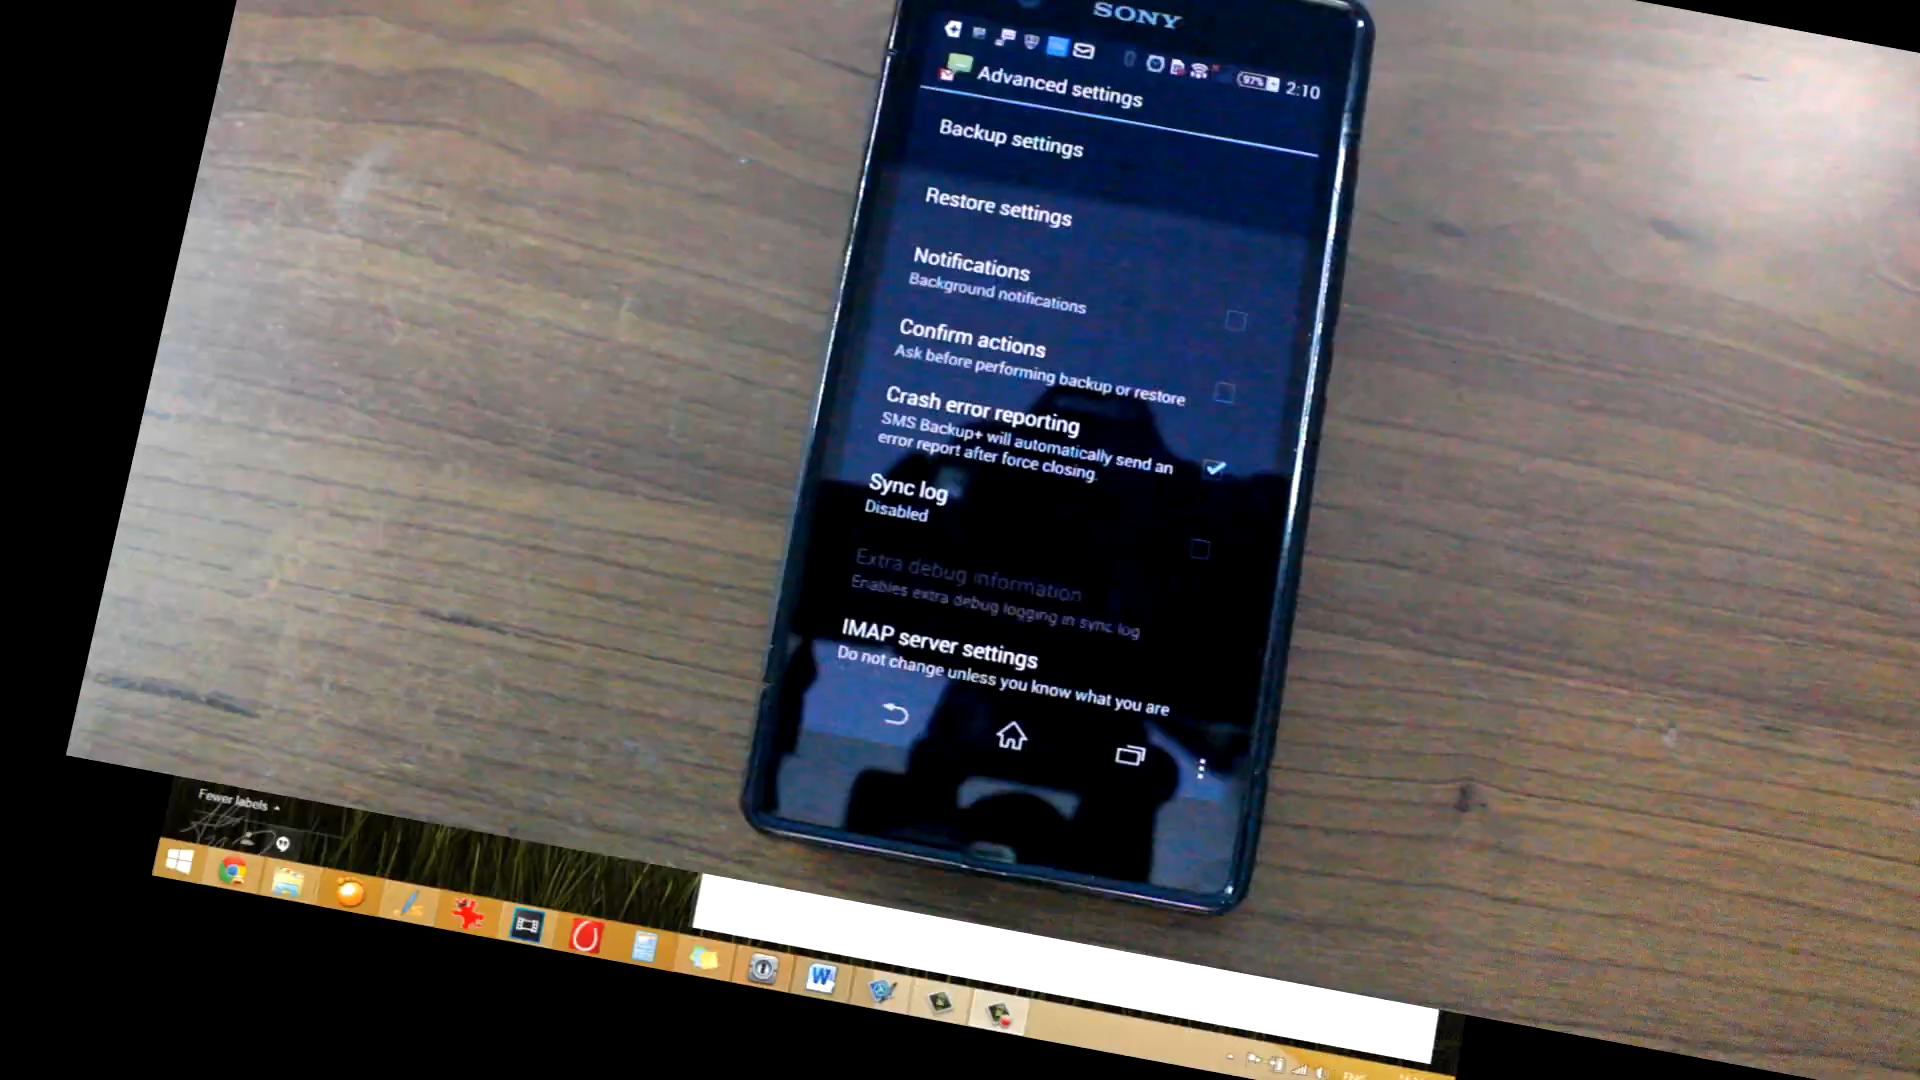 SONY
97% 2:10
Advanced settings
Backup settings
Restore settings
Notifications
Background notifications
Confirm actions
Ask before performing backup or restore
Crash error reporting
SMS Backup+ will automatically send an
error report after force closing.
Sync log
Disabled
Extra debug information
Enables extra debug logging in sync log
IMAP server settings
Do not change unless you know what you are
Fewer labels
W